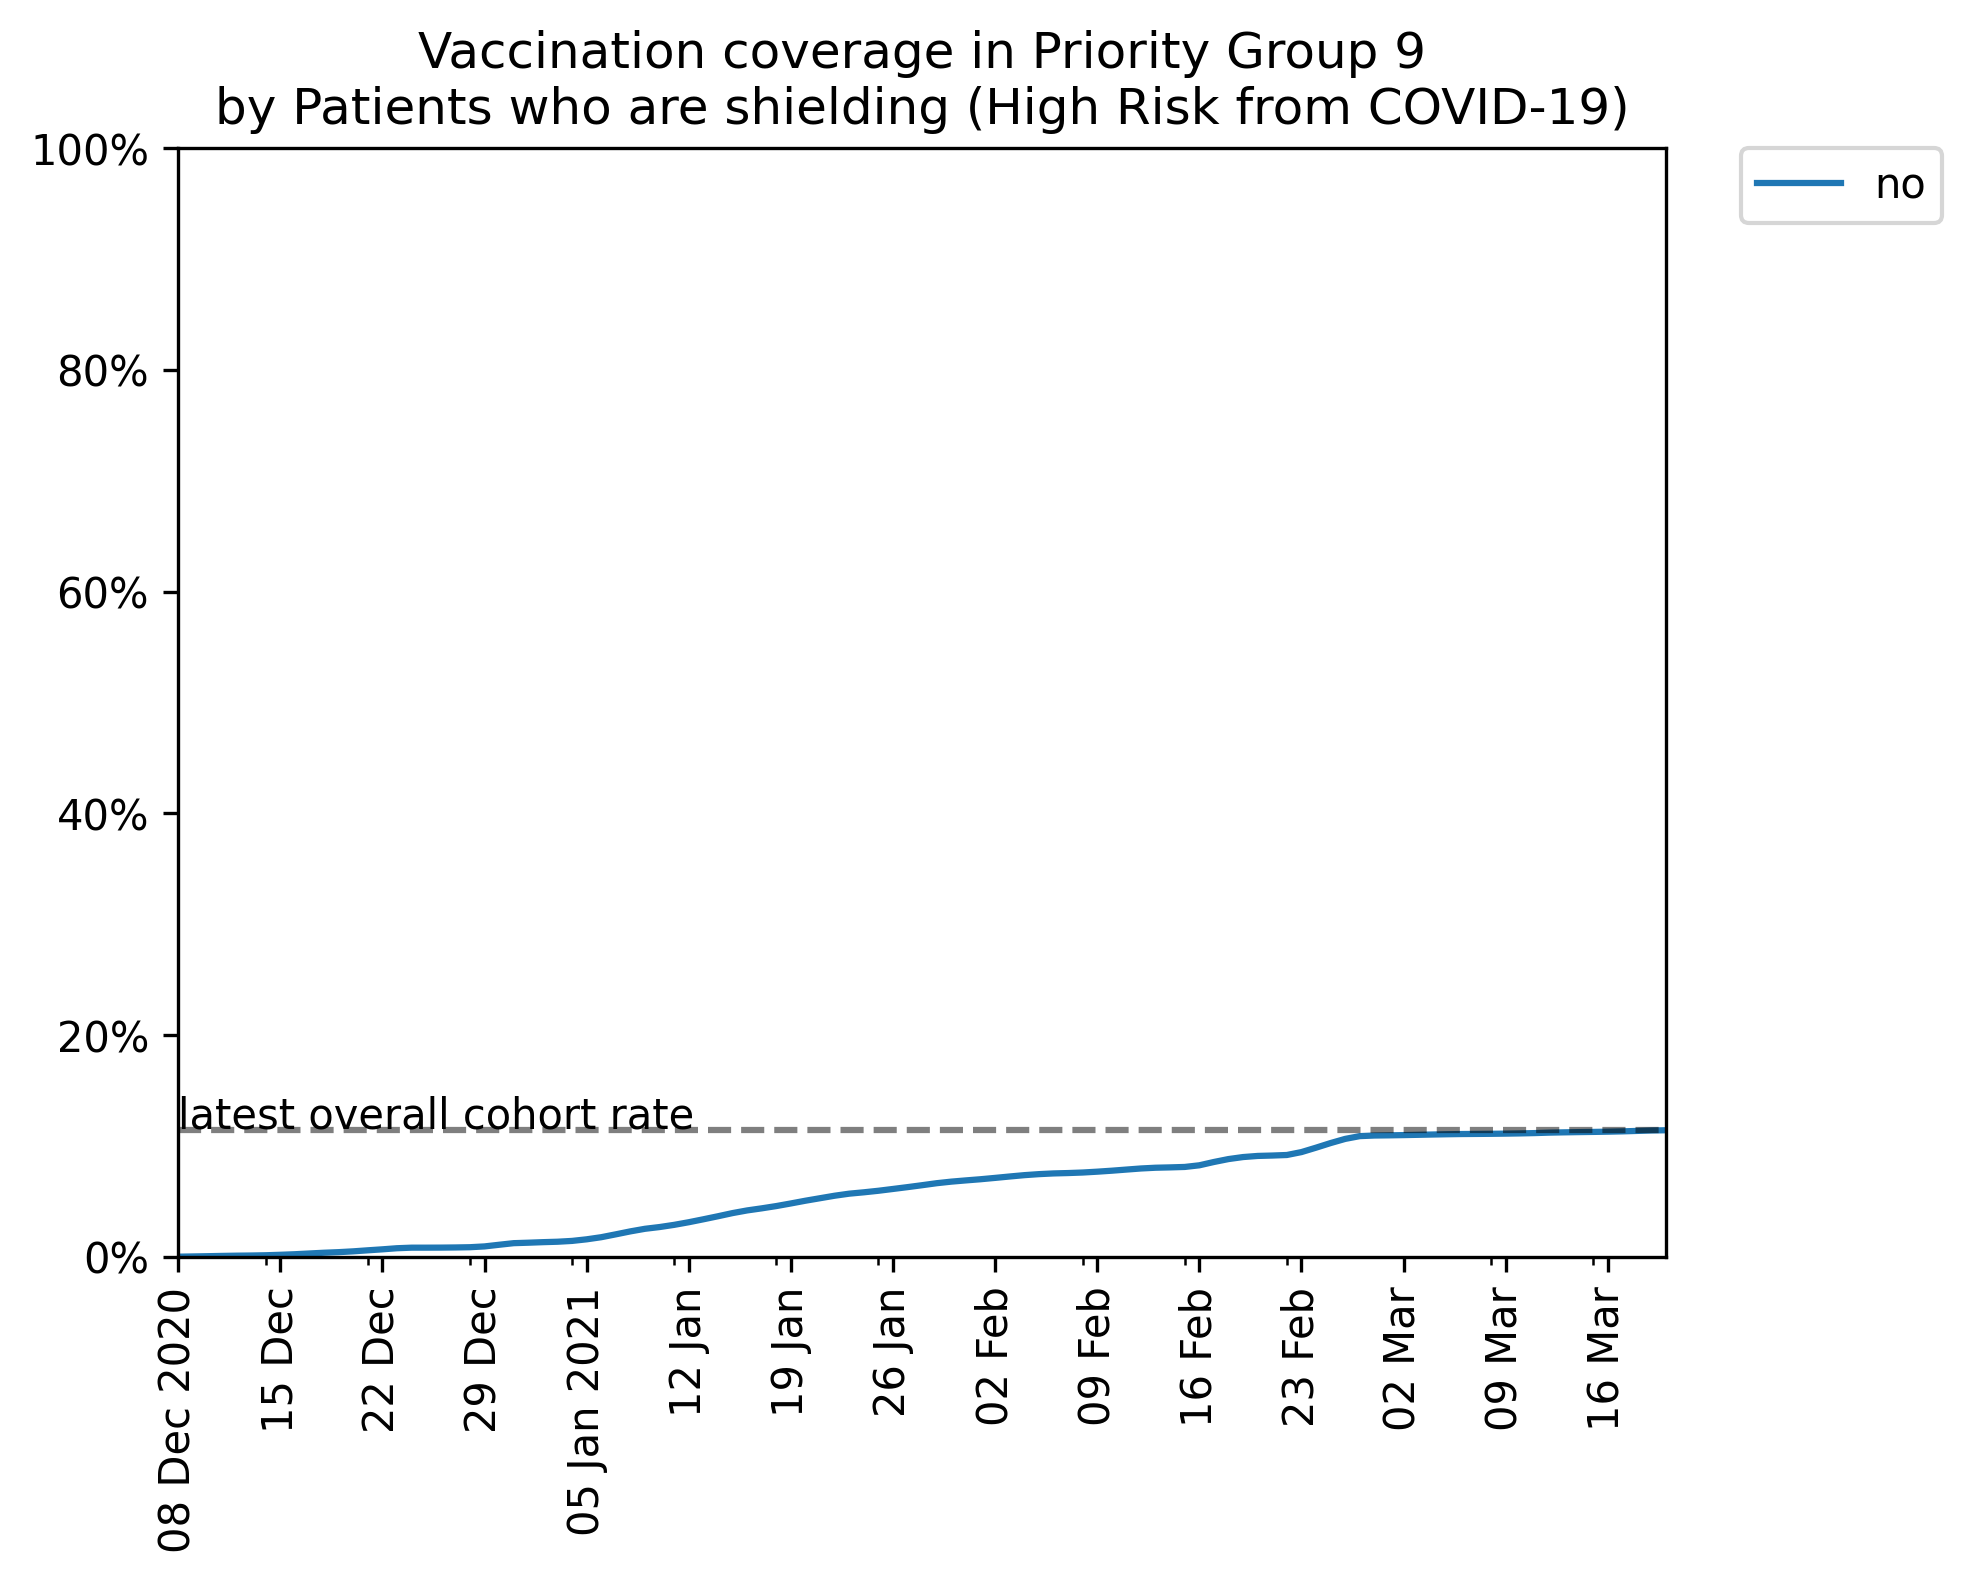 Vaccination coverage in Priority Group 9
by Patients who are shielding (High Risk from COVID-19)
100%
80%
60%
40%
20%
0%
no
latest overall cohort rate
08 Dec 2020
15 Dec
22 Dec
29 Dec
05 Jan 2021
12 Jan
19 Jan
26 Jan
02 Feb
09 Feb
16 Feb
23 Feb
02 Mar
09 Mar
16 Mar